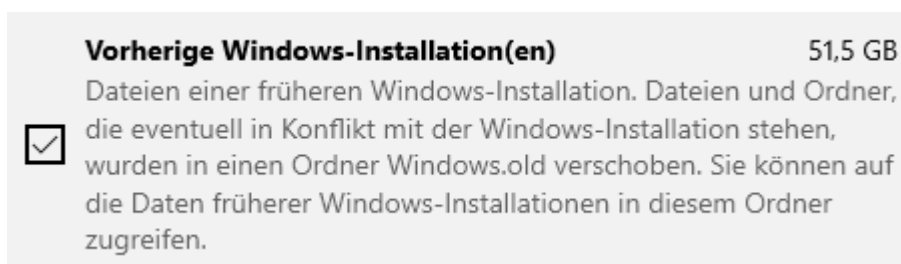 Vorherige Windows-Installation(en) 51,5 GB
Dateien einer früheren Windows-Installation. Dateien und Ordner,
die eventuell in Konflikt mit der Windows-Installation stehen,
wurden in einen Ordner Windows.old verschoben. Sie können auf
die Daten früherer Windows-Installationen in diesem Ordner
zugreifen.